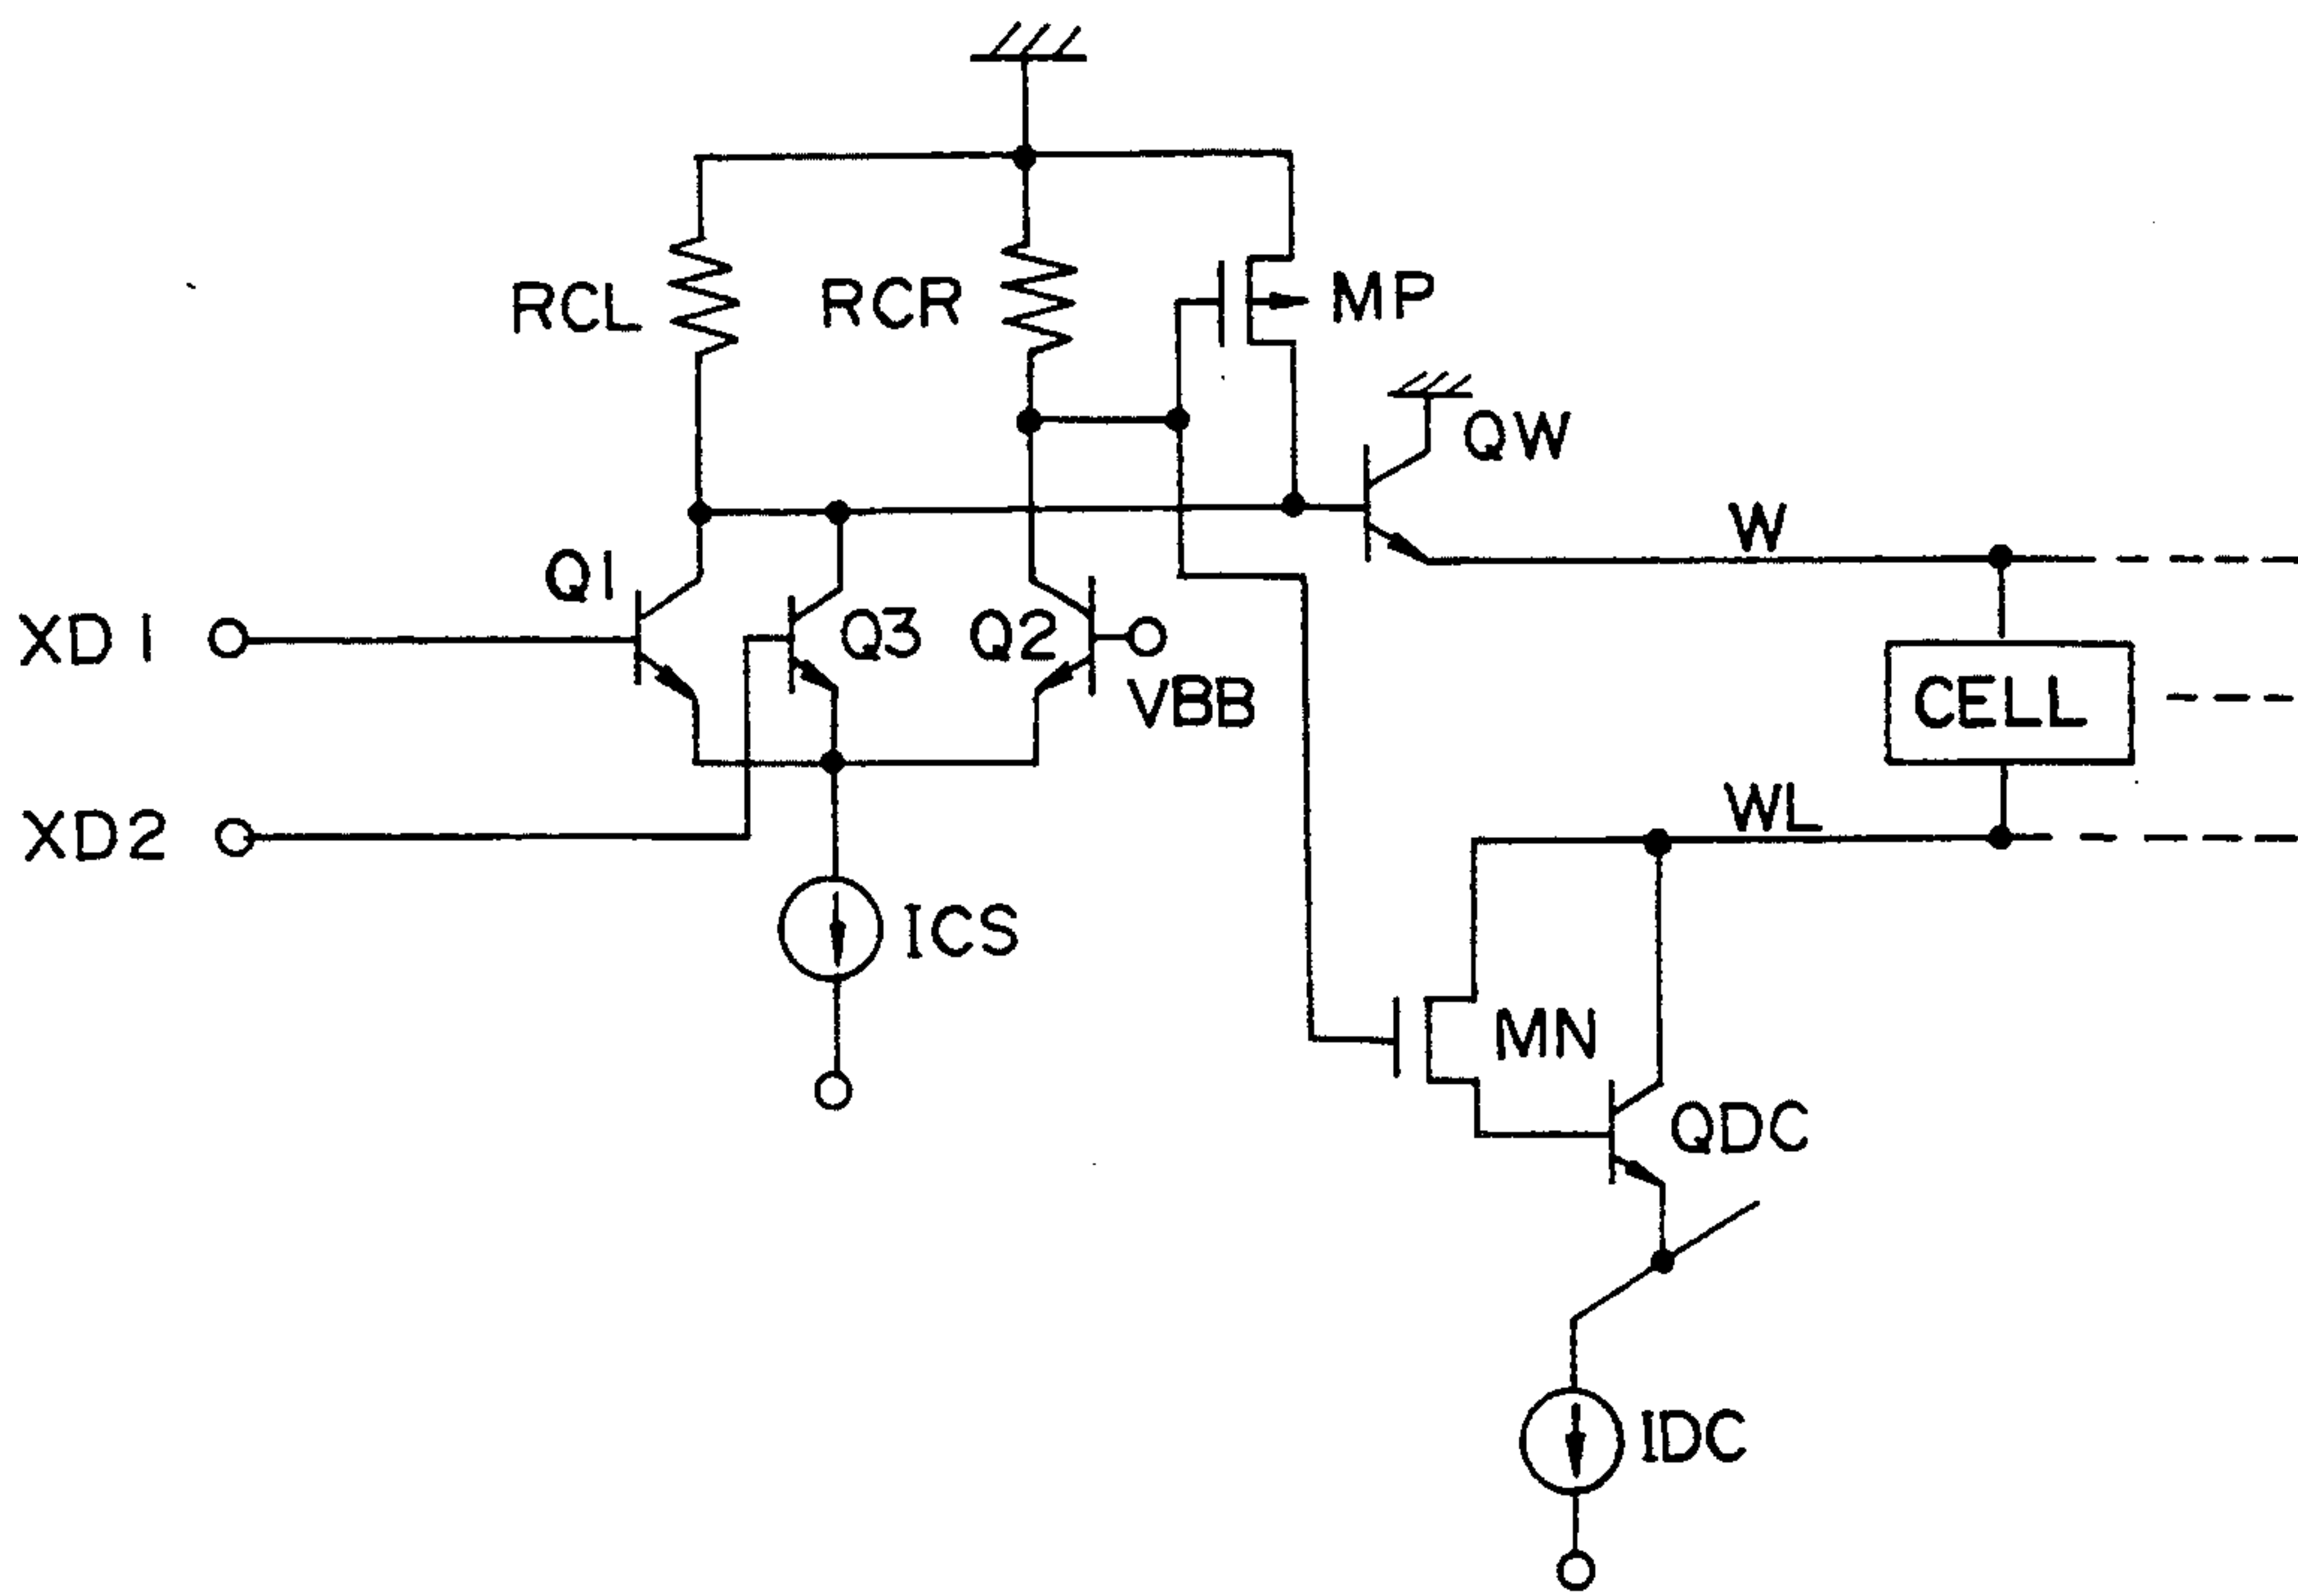 RCL
RCR
MP
QW
W
Q1
XD1
Q3
Q2
VBB
CELL
XD2
WL
ICS
MN
QDC
IDC